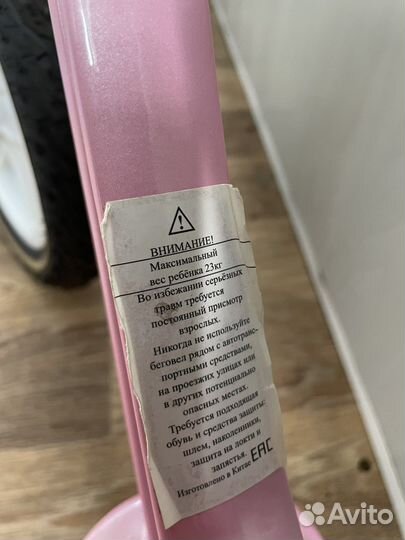 ВНИМАНИЕ!
Максимальный
вес ребёнка 23кг
Во избежании серьёзных
травм требуется
постоянный присмотр
взрослых.
Никогда не используйте
беговел рядом с автотранс-
портными средствами,
на проезжих улицах или
в других потенциально
опасных местах.
Требуется подходящая
обувь и средства защиты:
шлем, наколенники,
защита на локти и
запястья.
Изготовлено в Китае EAC
Avito